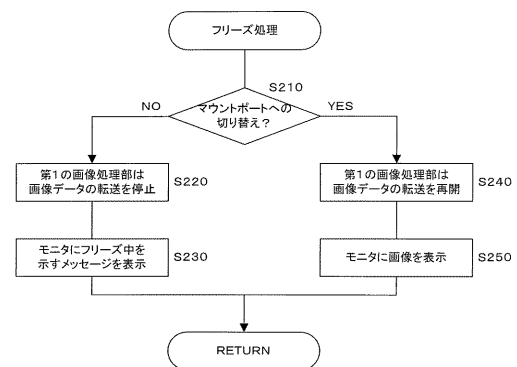 フリーズ処理
S210
NO
マウントポートへの
切り替え？
YES
第1の画像処理部は
画像データの転送を停止
S220
第1の画像処理部は
画像データの転送を再開
S240
モニタにフリーズ中を
示すメッセージを表示
S230
モニタに画像を表示
S250
RETURN